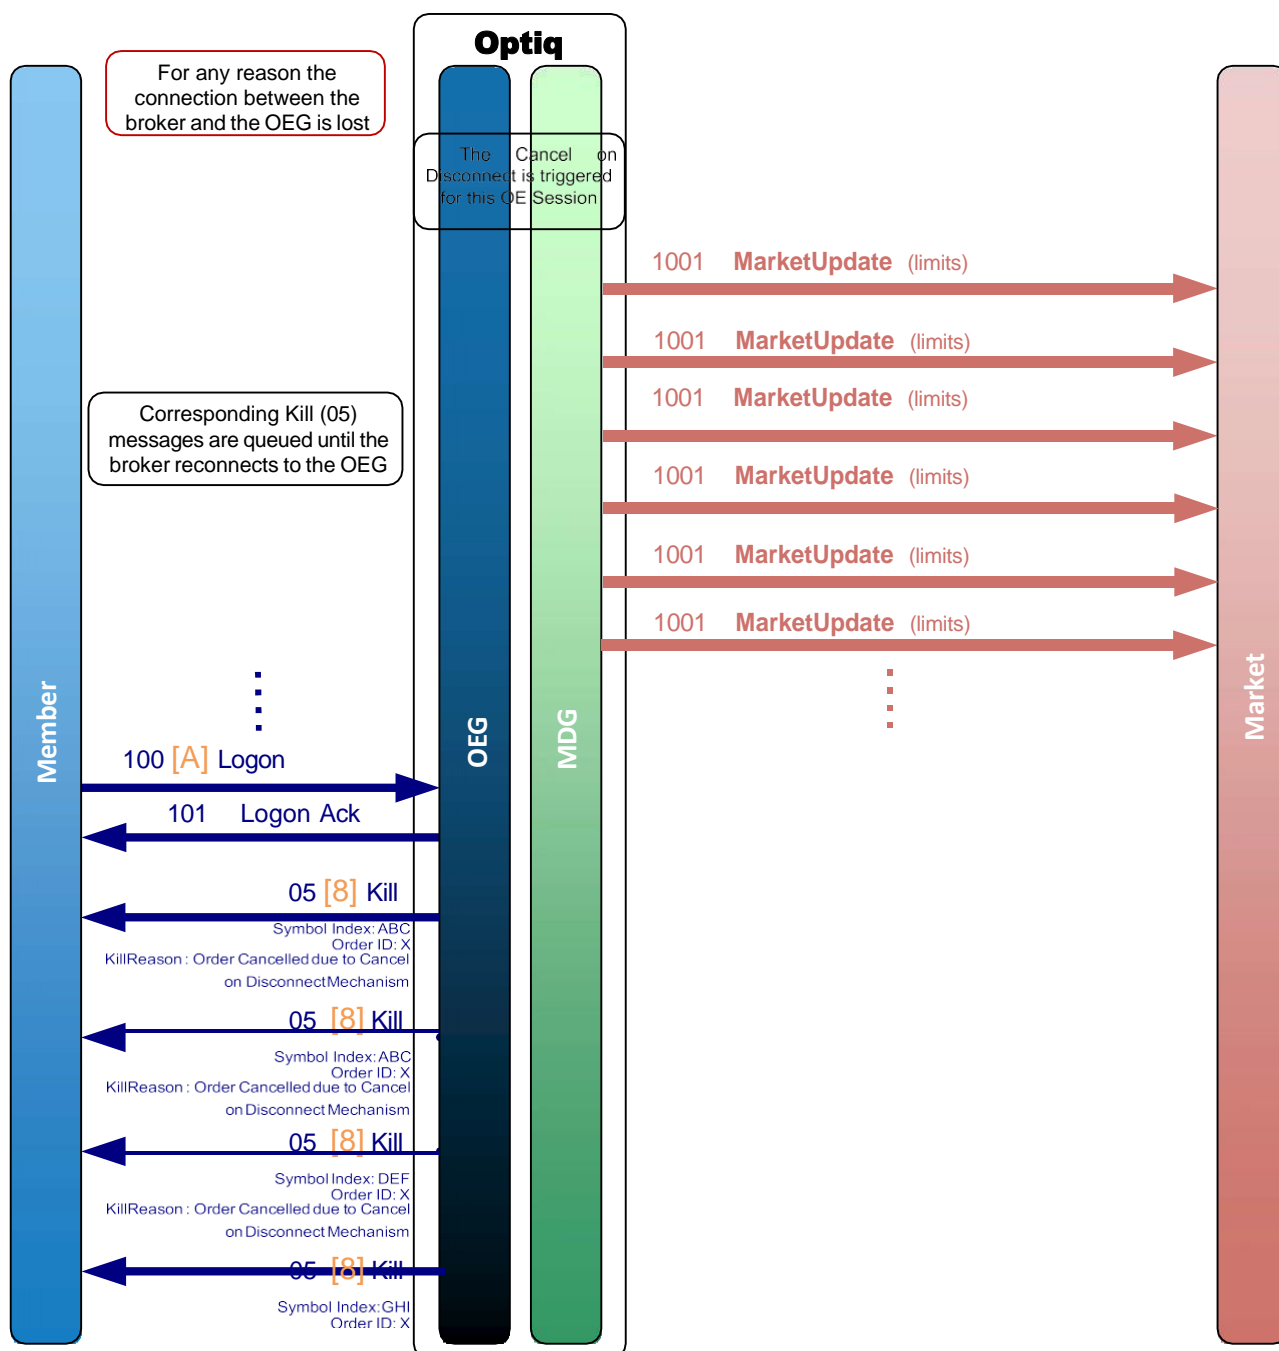 Optiq
For any reason the
connection between the
broker and the OEG is lost
The Cancel on
Disconnect is triggered
for this OE Session
1001 MarketUpdate (limits)
1001 MarketUpdate (limits)
1001 MarketUpdate (limits)
Corresponding Kill (05)
messages are queued until the
broker reconnects to the OEG
1001 MarketUpdate (limits)
1001 MarketUpdate (limits)
1001 MarketUpdate (limits)
Member
OEG
MDG
Market
100 [A] Logon
101 Logon Ack
05 [8] Kill
Symbol Index: ABC
Order ID: X
KillReason : Order Cancelled due to Cancel
on Disconnect Mechanism
05 [8] Kill
Symbol Index: ABC
Order ID: X
KillReason : Order Cancelled due to Cancel
on Disconnect Mechanism
05 [8] Kill
Symbol Index: DEF
Order ID: X
KillReason : Order Cancelled due to Cancel
on Disconnect Mechanism
05 [8] Kill
Symbol Index: GHI
Order ID: X